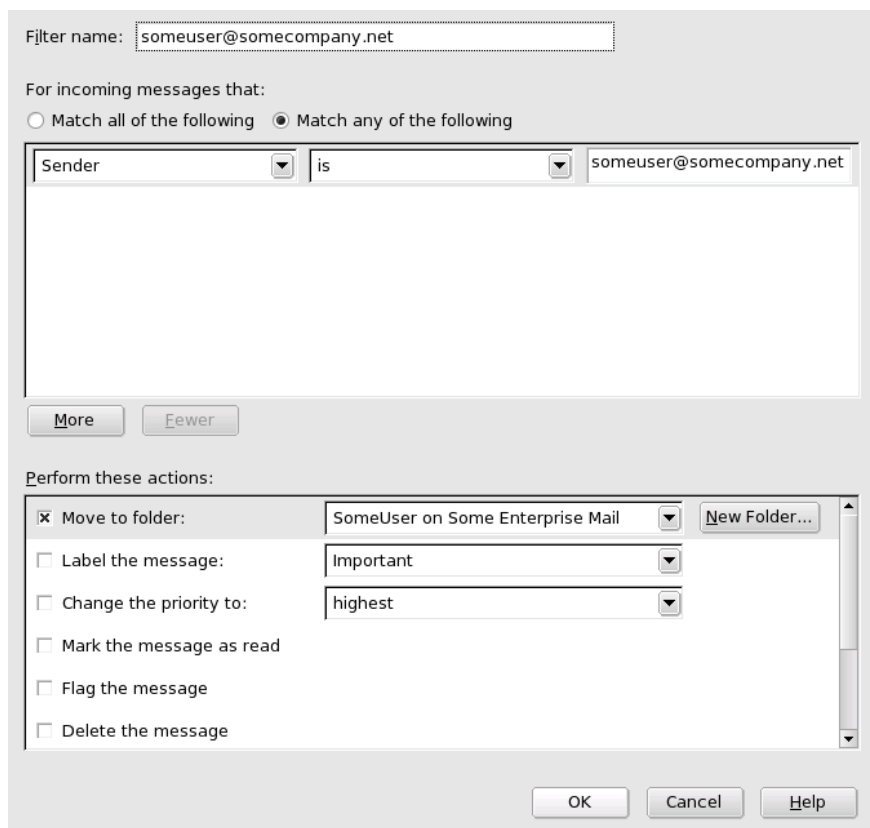 Filter name: someuser@somecompany.net
For incoming messages that:
Match all of the following Match any of the following
Sender is someuser@somecompany.net
More Fewer
Perform these actions:
Move to folder: SomeUser on Some Enterprise Mail New Folder...
Label the message: Important
Change the priority to: highest
Mark the message as read
Flag the message
Delete the message
OK Cancel Help